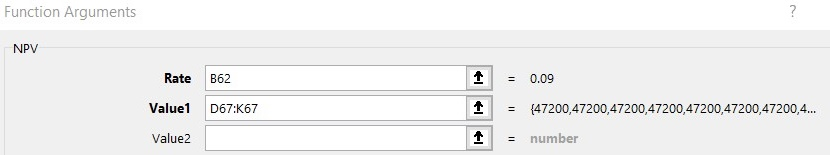 Function Arguments ?
NPV
Rate B62 = 0.09
Value1 D67:K67 = {47200,47200,47200,47200,47200,47200,47200,4...
Value2 = number